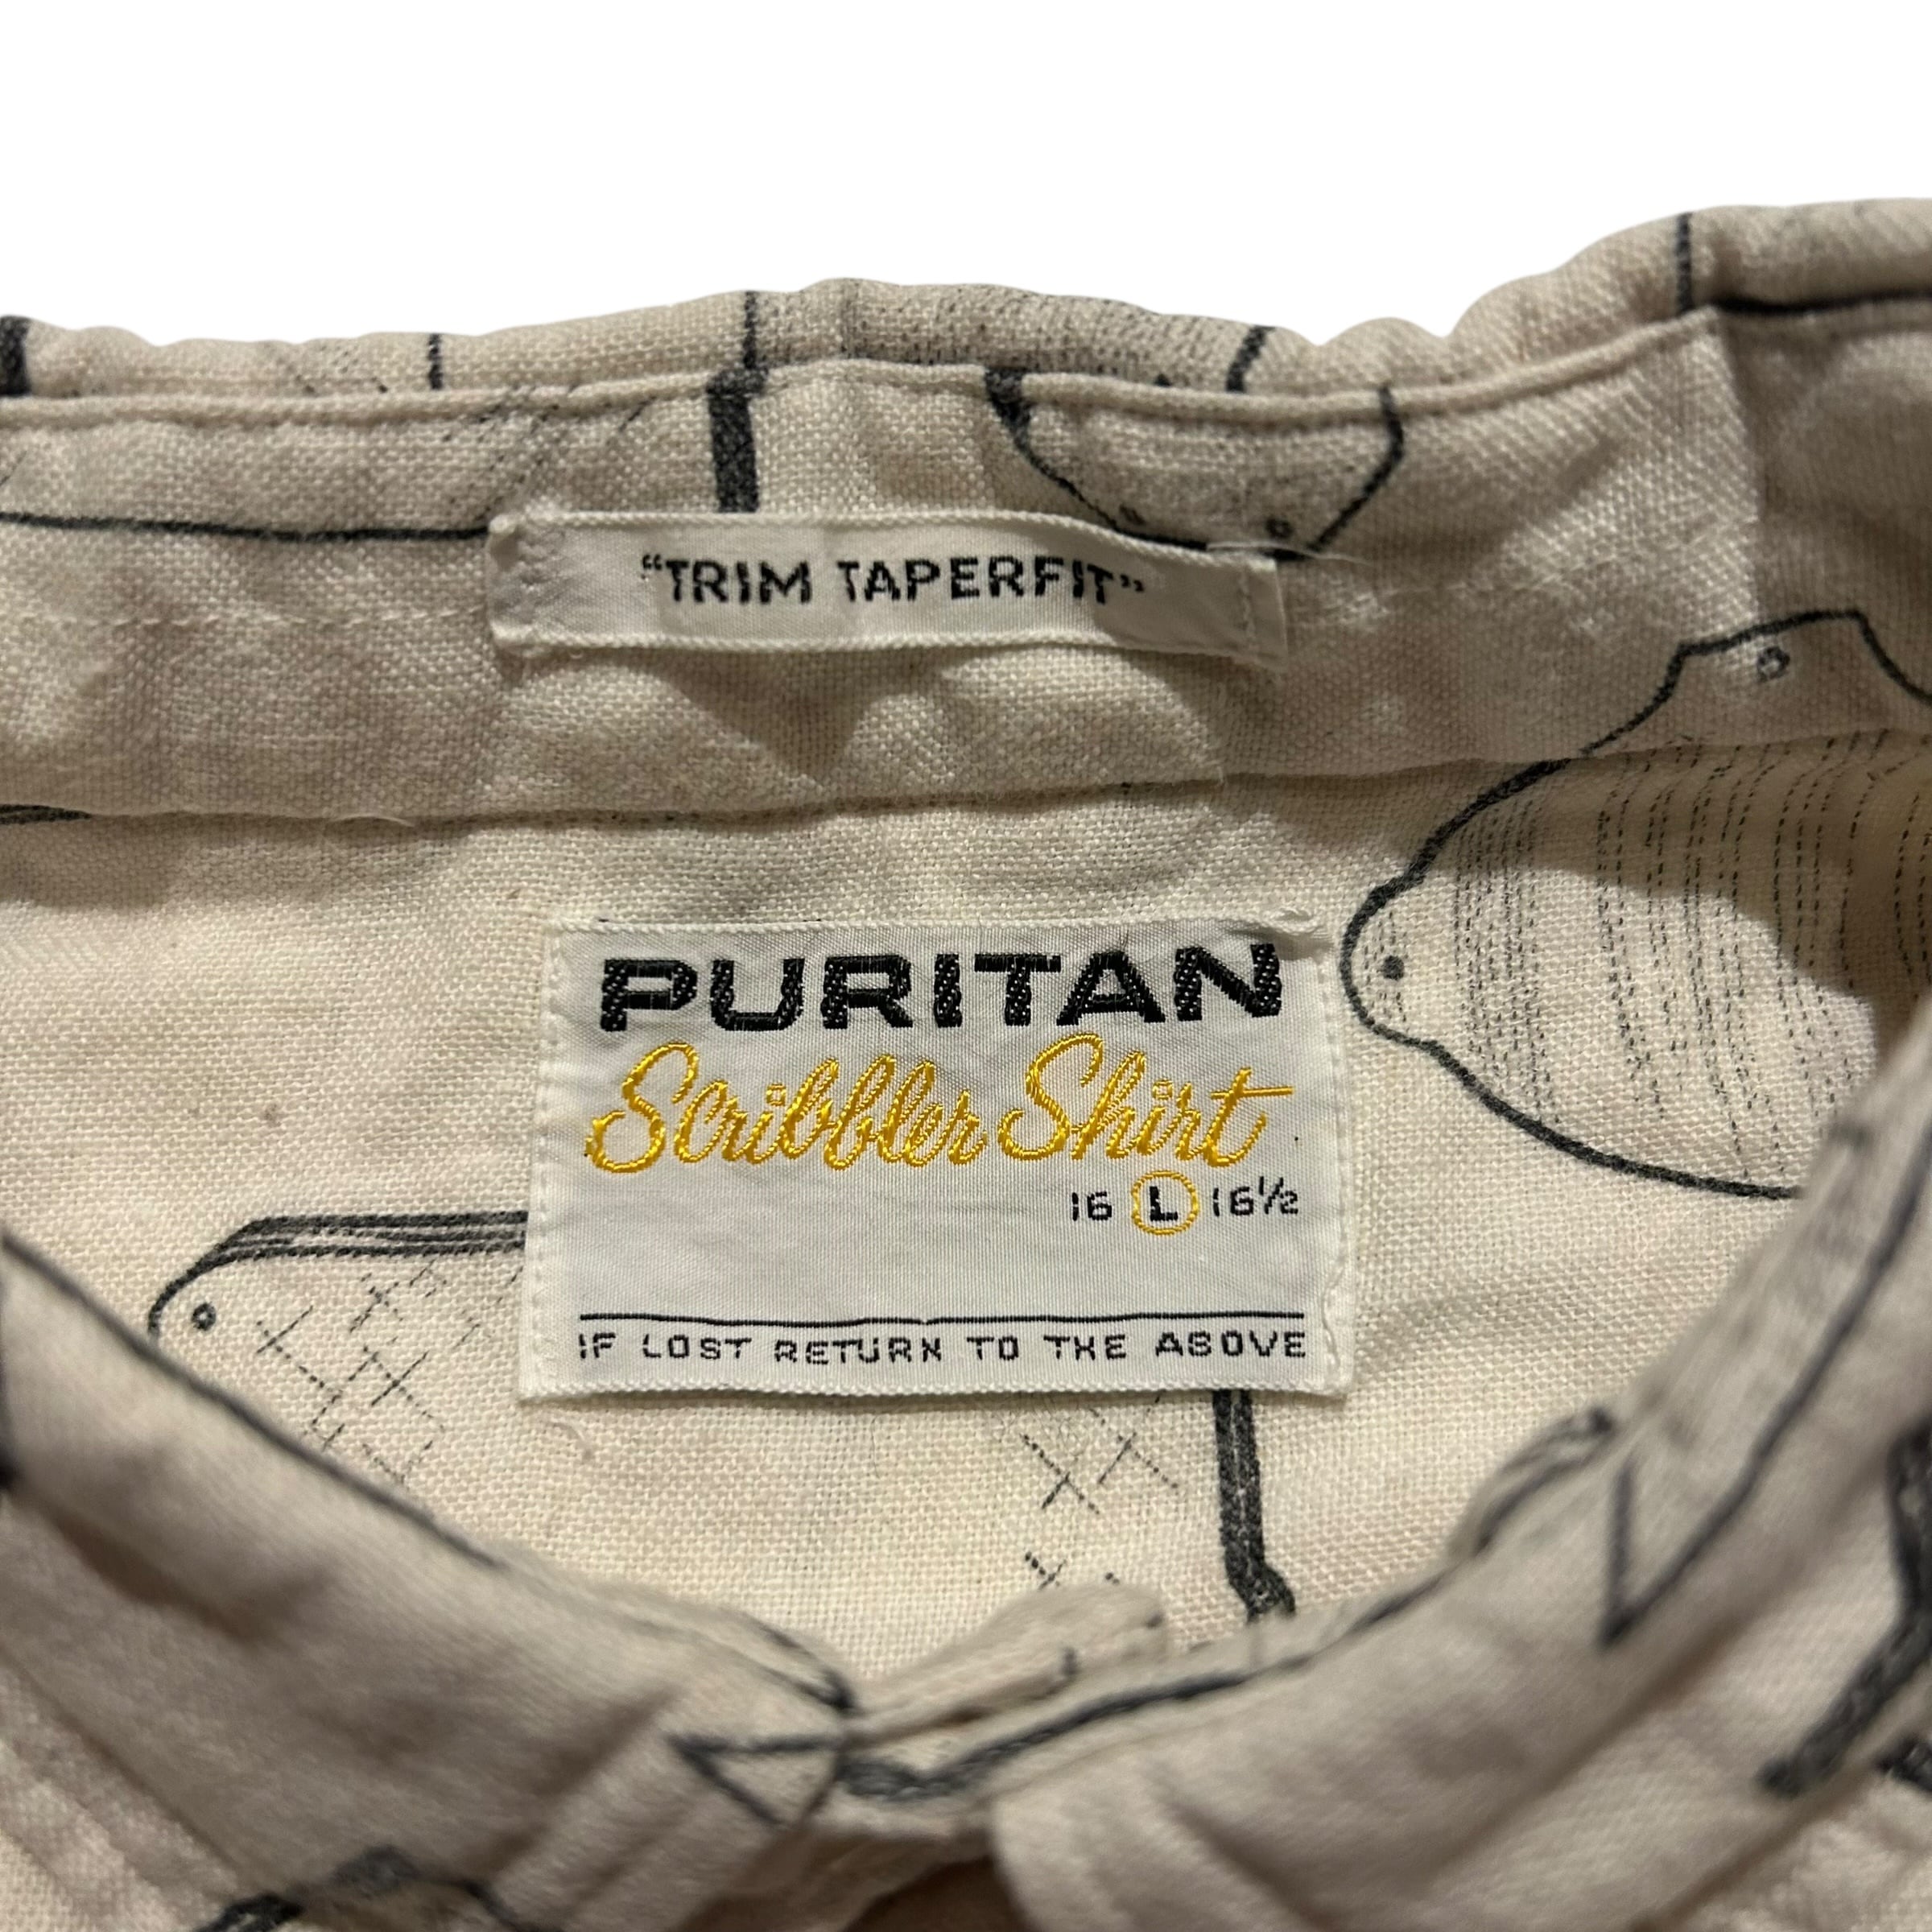 “TRIM TAPERFIT”
PURITAN
Scribbler Shirt
16 L 16½
IF LOST RETURN TO THE ABOVE